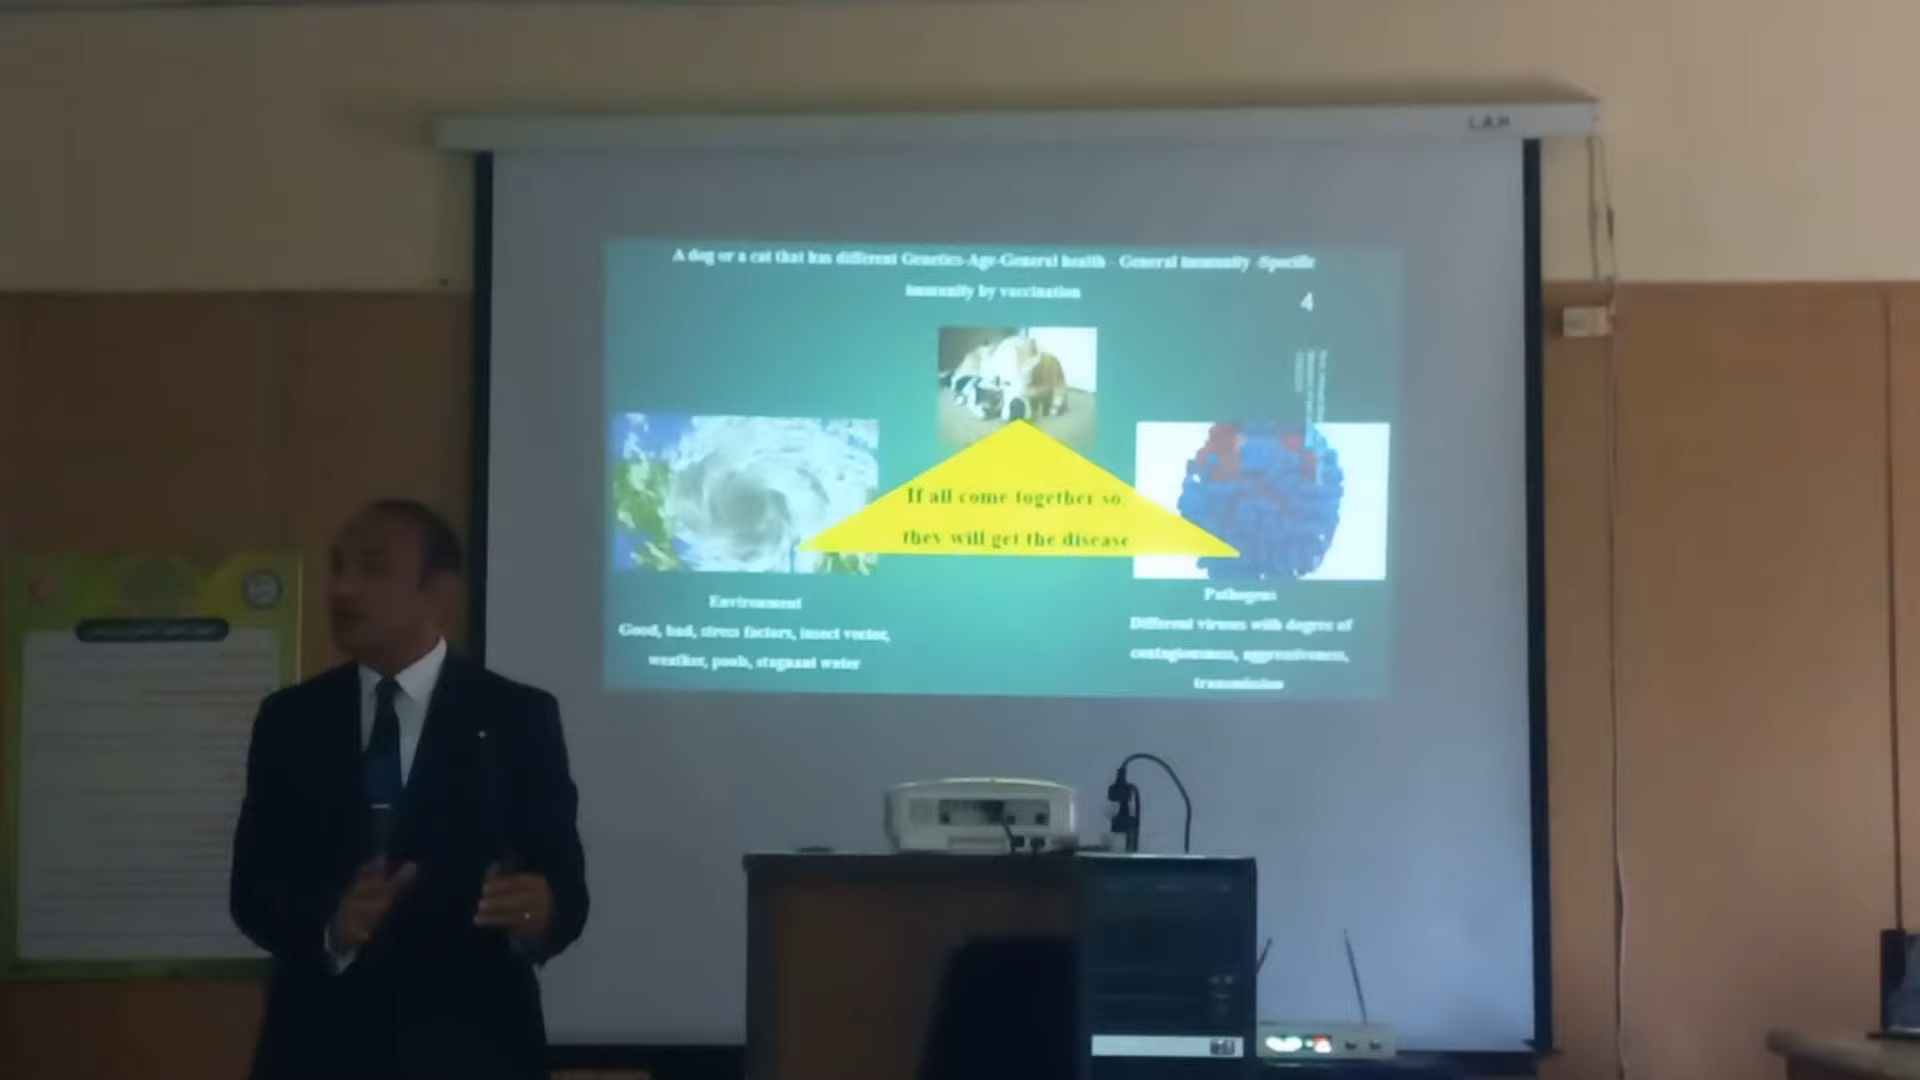 L.A.H
A dog or a cat that has different Genetics-Age-General health - General immunity -Specific
immunity by vaccination
4
If all come together so,
they will get the disease
Environment
Good, bad, stress factors, insect vector,
weather, pools, stagnant water
Pathogens
Different viruses with degree of
contagiousness, aggressiveness,
transmission